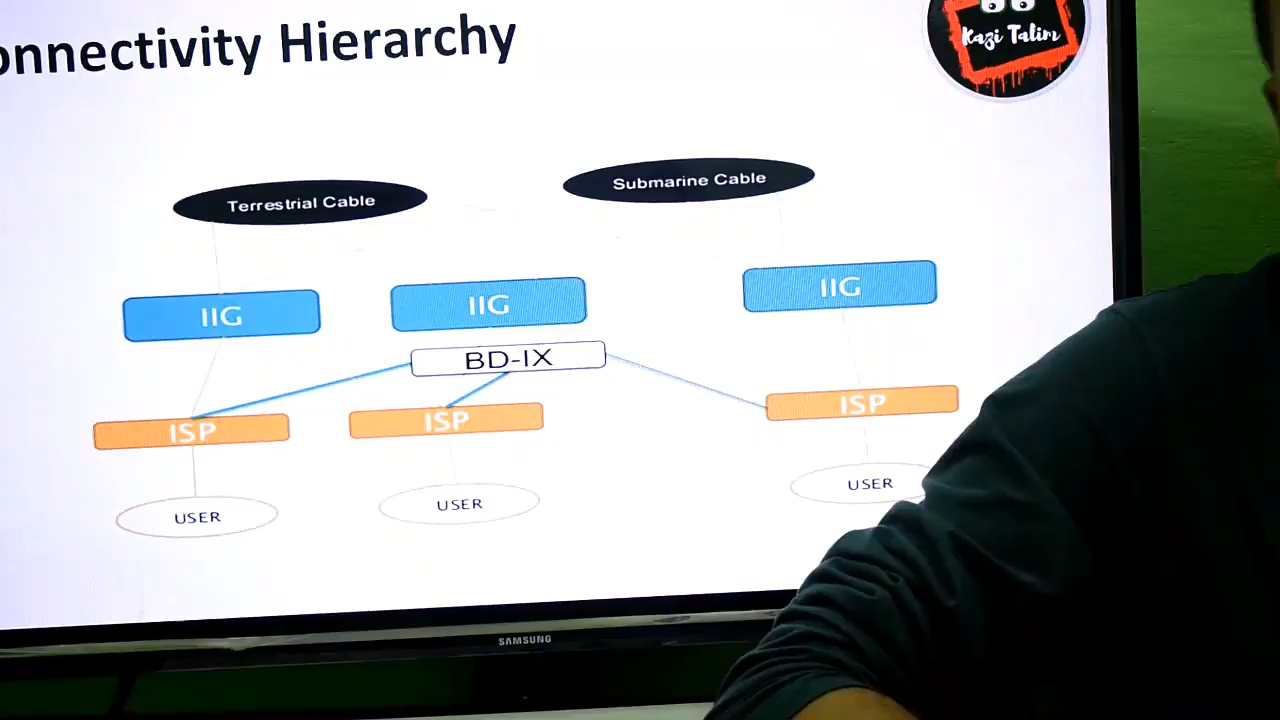 onnectivity Hierarchy
Kazi Talim
Terrestrial Cable
Submarine Cable
IIG
IIG
IIG
BD-IX
ISP
ISP
ISP
USER
USER
USER
SAMSUNG